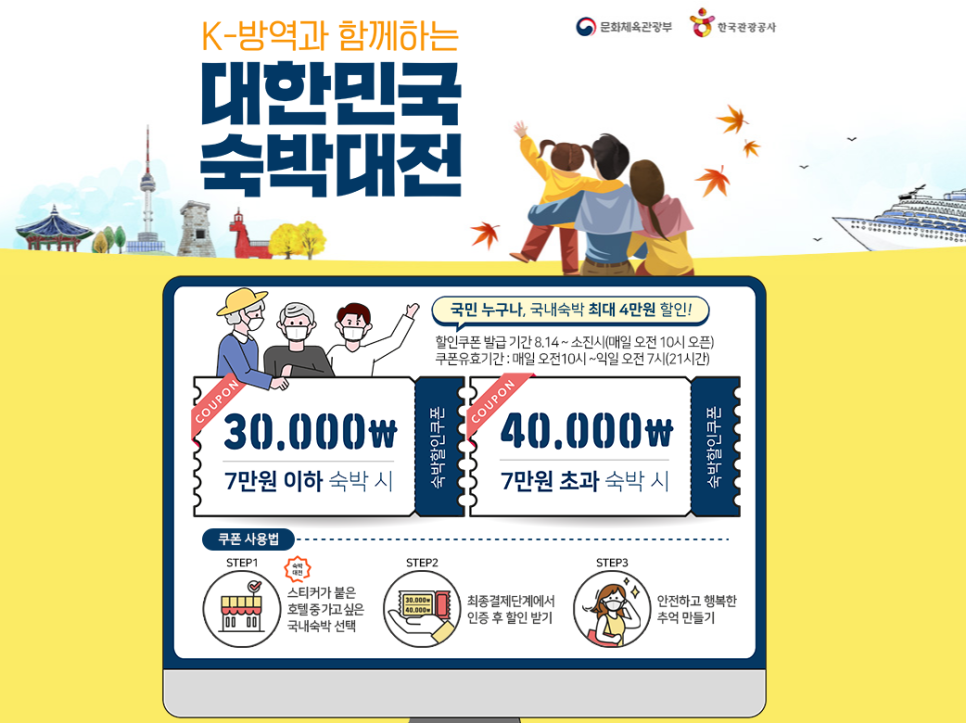 K-방역과 함께하는
대한민국
숙박대전
문화체육관광부
한국관광공사
국민 누구나, 국내숙박 최대 4만원 할인!
할인쿠폰 발급 기간 8.14 ~ 소진시(매일 오전 10시 오픈)
쿠폰유효기간 : 매일 오전10시 ~익일 오전 7시(21시간)
COUPON
30.000₩
7만원 이하 숙박 시
숙박할인쿠폰
COUPON
40.000₩
7만원 초과 숙박 시
숙박할인쿠폰
쿠폰 사용법
STEP1
숙박
대전
스티커가 붙은
호텔 중 가고 싶은
국내숙박 선택
STEP2
30.000₩
40.000₩
최종결제단계에서
인증 후 할인 받기
STEP3
안전하고 행복한
추억 만들기